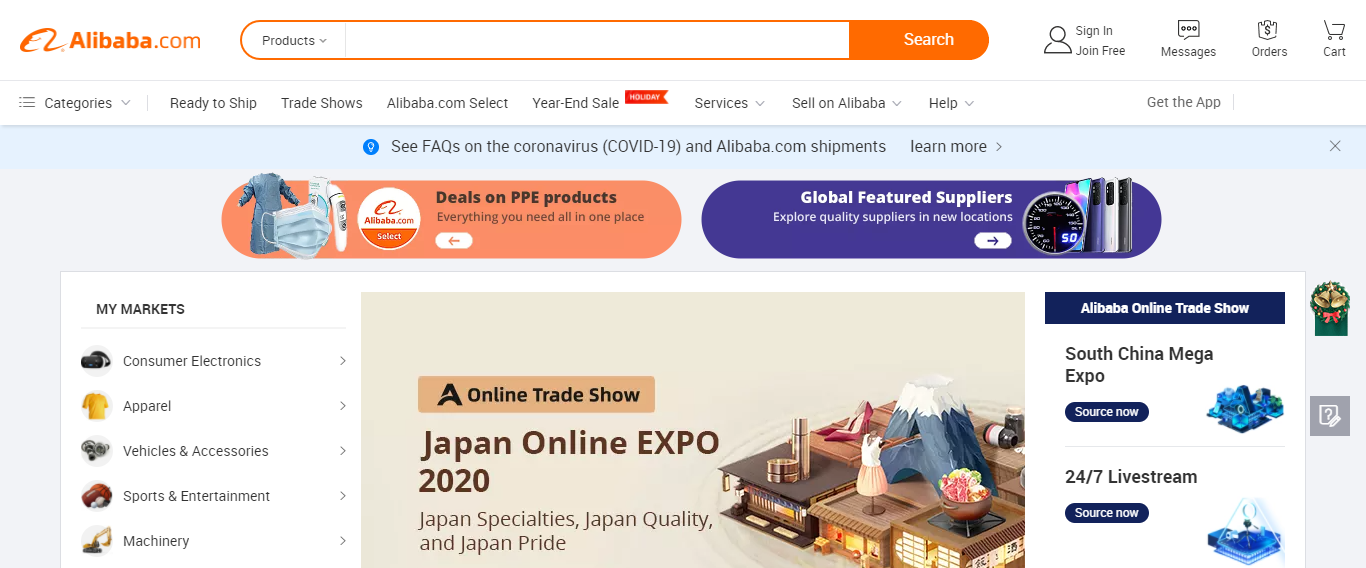 Alibaba.com
Products
Search
Sign In
Join Free
Messages
Orders
Cart
Categories
Ready to Ship
Trade Shows
Alibaba.com Select
Year-End Sale
HOLIDAY
Services
Sell on Alibaba
Help
Get the App
See FAQs on the coronavirus (COVID-19) and Alibaba.com shipments learn more
Alibaba.com
Select
Deals on PPE products
Everything you need all in one place
Global Featured Suppliers
Explore quality suppliers in new locations
50
MY MARKETS
Consumer Electronics
Apparel
Vehicles & Accessories
Sports & Entertainment
Machinery
Online Trade Show
Japan Online EXPO
2020
Japan Specialties, Japan Quality,
and Japan Pride
Alibaba Online Trade Show
South China Mega
Expo
Source now
24/7 Livestream
Source now